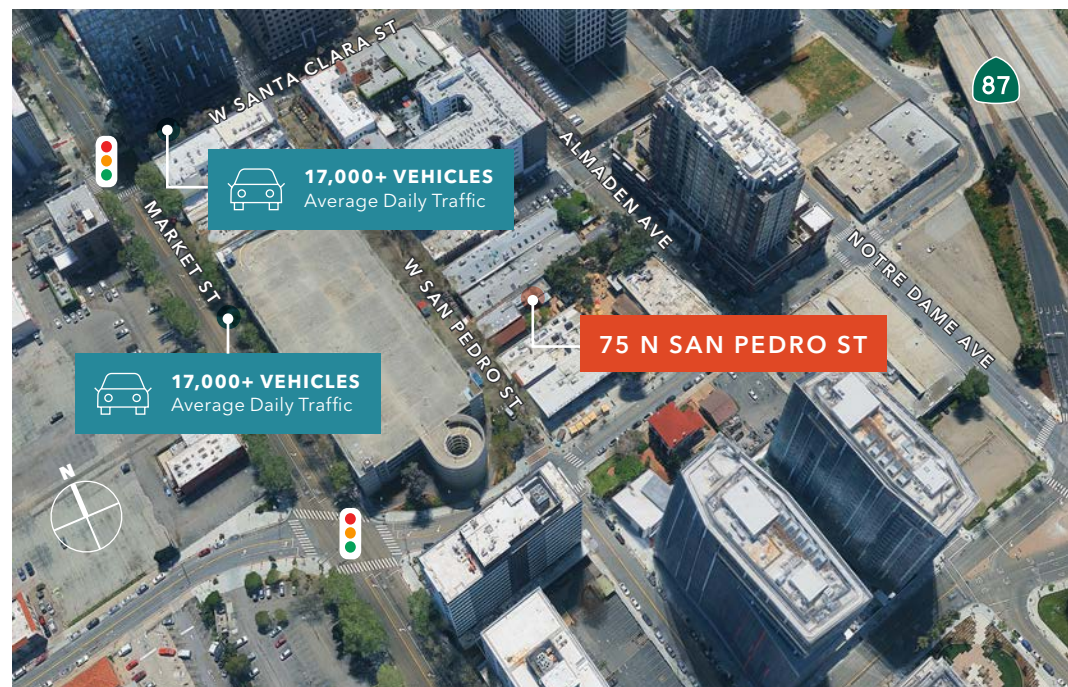 W SANTA CLARA ST
87
17,000+ VEHICLES
Average Daily Traffic
ALMADEN AVE
MARKET ST
W SAN PEDRO ST
NOTRE DAME AVE
75 N SAN PEDRO ST
17,000+ VEHICLES
Average Daily Traffic
N